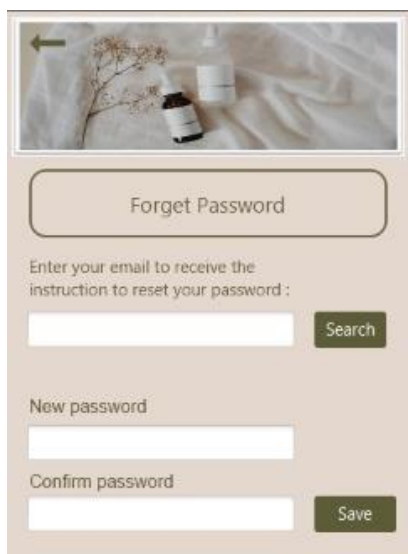 Forget Password
Enter your email to receive the
instruction to reset your password :
Search
New password
Confirm password
Save